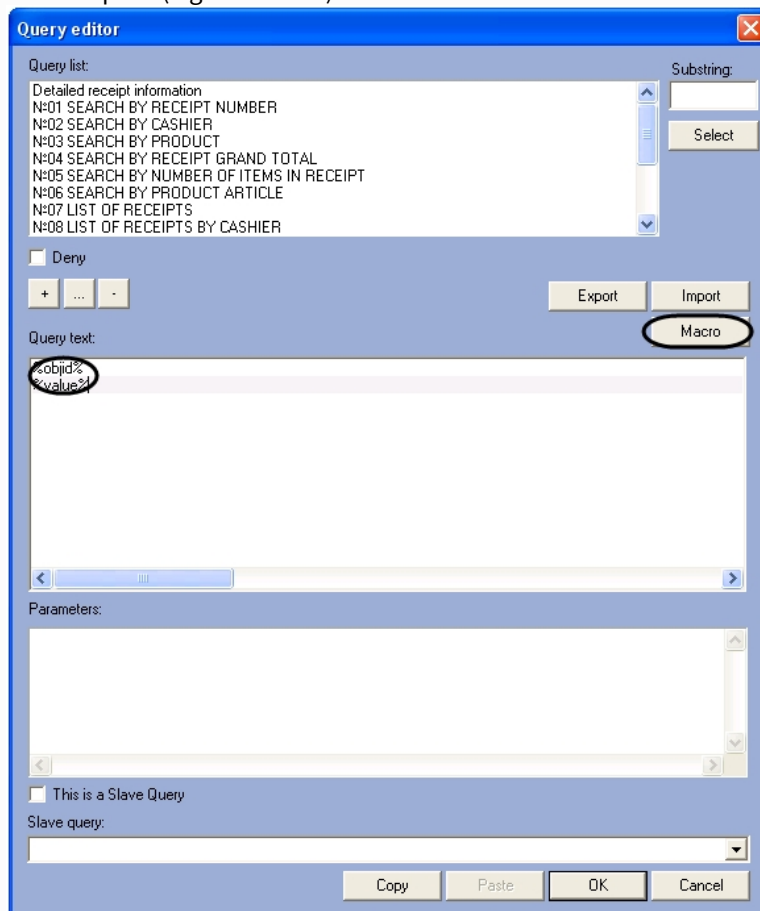 Query editor
Query list:
Substring:
Detailed receipt information
№01 SEARCH BY RECEIPT NUMBER
№02 SEARCH BY CASHIER
№03 SEARCH BY PRODUCT
Select
№04 SEARCH BY RECEIPT GRAND TOTAL
№05 SEARCH BY NUMBER OF ITEMS IN RECEIPT
№06 SEARCH BY PRODUCT ARTICLE
№07 LIST OF RECEIPTS
№08 LIST OF RECEIPTS BY CASHIER
Deny
+ ... - Export Import
Macro
Query text:
%objid%
%value%
Parameters:
This is a Slave Query
Slave query:
Copy Paste OK Cancel